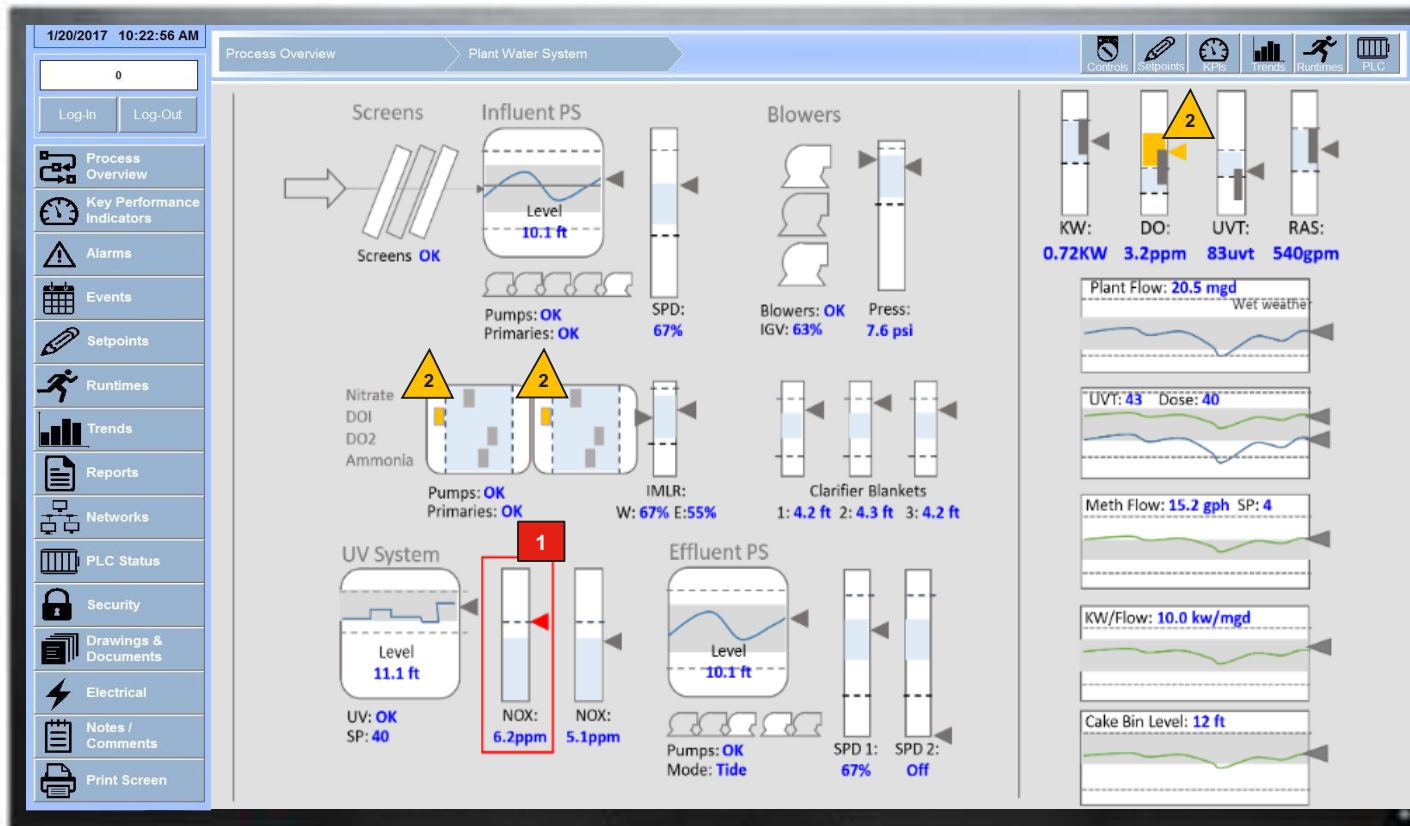 1/20/2017 10:22:56 AM
0
Log-In Log-Out
Process Overview
Key Performance Indicators
Alarms
Events
Setpoints
Runtimes
Trends
Reports
Networks
PLC Status
Security
Drawings & Documents
Electrical
Notes / Comments
Print Screen
Process Overview Plant Water System
Controls Setpoints KPIs Trends Runtimes PLC
Screens
Screens OK
Influent PS
Level
10.1 ft
Pumps: OK
Primaries: OK
SPD:
67%
Blowers
Blowers: OK
IGV: 63%
Press:
7.6 psi
2 2
Nitrate
DOI
DO2
Ammonia
Pumps: OK
Primaries: OK
IMLR:
W: 67% E:55%
Clarifier Blankets
1: 4.2 ft 2: 4.3 ft 3: 4.2 ft
UV System
Level
11.1 ft
UV: OK
SP: 40
1
NOX:
6.2ppm
NOX:
5.1ppm
Effluent PS
Level
10.1 ft
Pumps: OK
Mode: Tide
SPD 1:
67%
SPD 2:
Off
2
KW: DO: UVT: RAS:
0.72KW 3.2ppm 83uvt 540gpm
Plant Flow: 20.5 mgd
Wet weather
UVT: 43 Dose: 40
Meth Flow: 15.2 gph SP: 4
KW/Flow: 10.0 kw/mgd
Cake Bin Level: 12 ft